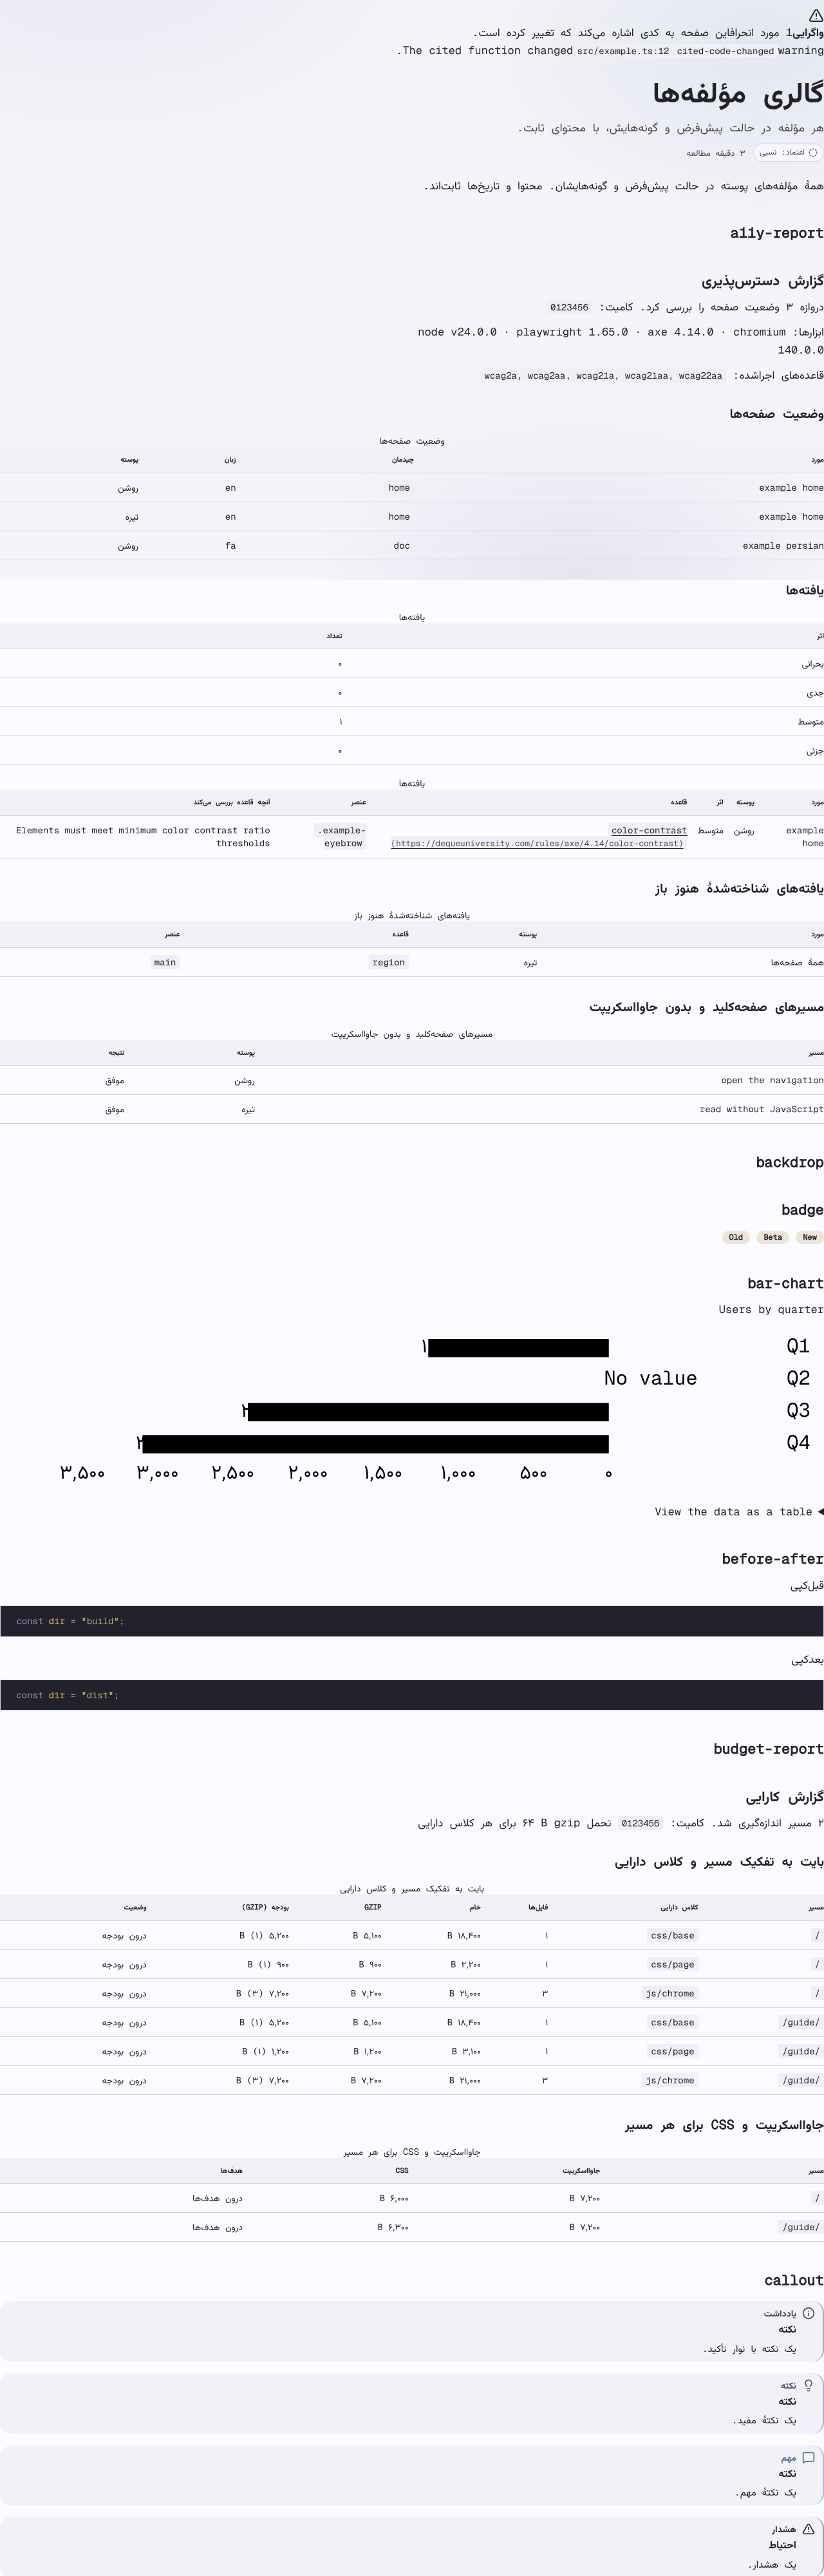 واگرایی1 مورد انحرافاین صفحه به کدی اشاره می‌کند که تغییر کرده است.
warning cited-code-changed src/example.ts:12 The cited function changed.
گالری مؤلفه‌ها
هر مؤلفه در حالت پیش‌فرض و گونه‌هایش، با محتوای ثابت.
اعتماد: نسبی ۳ دقیقه مطالعه
همهٔ مؤلفه‌های پوسته در حالت پیش‌فرض و گونه‌هایشان. محتوا و تاریخ‌ها ثابت‌اند.
a11y-report
گزارش دسترس‌پذیری
دروازه ۳ وضعیت صفحه را بررسی کرد. کامیت: 0123456
ابزارها: node v24.0.0 · playwright 1.65.0 · axe 4.14.0 · chromium
140.0.0
قاعده‌های اجراشده: wcag2a, wcag2aa, wcag21a, wcag21aa, wcag22aa
وضعیت صفحه‌ها
وضعیت صفحه‌ها
مورد چیدمان زبان پوسته
example home home en روشن
example home home en تیره
example persian doc fa روشن
یافته‌ها
یافته‌ها
اثر تعداد
بحرانی ۰
جدی ۰
متوسط ۱
جزئی ۰
یافته‌ها
مورد پوسته اثر قاعده عنصر آنچه قاعده بررسی می‌کند
example home روشن متوسط color-contrast (https://dequeuniversity.com/rules/axe/4.14/color-contrast) .example-eyebrow Elements must meet minimum color contrast ratio thresholds
یافته‌های شناخته‌شدهٔ هنوز باز
یافته‌های شناخته‌شدهٔ هنوز باز
مورد پوسته قاعده عنصر
همهٔ صفحه‌ها تیره region main
مسیرهای صفحه‌کلید و بدون جاوااسکریپت
مسیرهای صفحه‌کلید و بدون جاوااسکریپت
مسیر پوسته نتیجه
open the navigation روشن موفق
read without JavaScript تیره موفق
backdrop
badge
New Beta Old
bar-chart
Users by quarter
Q1 ۱
Q2 No value
Q3
Q4
۰ ۵۰۰ ۱,۰۰۰ ۱,۵۰۰ ۲,۰۰۰ ۲,۵۰۰ ۳,۰۰۰ ۳,۵۰۰
View the data as a table
before-after
قبل‌کپی
const dir = "build";
بعدکپی
const dir = "dist";
budget-report
گزارش کارایی
۲ مسیر اندازه‌گیری شد. کامیت: 0123456 تحمل ۶۴ B gzip برای هر کلاس دارایی
بایت به تفکیک مسیر و کلاس دارایی
بایت به تفکیک مسیر و کلاس دارایی
مسیر کلاس دارایی فایل‌ها خام GZIP بودجه (GZIP) وضعیت
/ css/base ۱ ۱۸,۴۰۰ B ۵,۱۰۰ B ۵,۲۰۰ B (۱) درون بودجه
/ css/page ۱ ۲,۲۰۰ B ۹۰۰ B ۹۰۰ B (۱) درون بودجه
/ js/chrome ۳ ۲۱,۰۰۰ B ۷,۲۰۰ B ۷,۲۰۰ B (۳) درون بودجه
/guide/ css/base ۱ ۱۸,۴۰۰ B ۵,۱۰۰ B ۵,۲۰۰ B (۱) درون بودجه
/guide/ css/page ۱ ۳,۱۰۰ B ۱,۲۰۰ B ۱,۲۰۰ B (۱) درون بودجه
/guide/ js/chrome ۳ ۲۱,۰۰۰ B ۷,۲۰۰ B ۷,۲۰۰ B (۳) درون بودجه
جاوااسکریپت و CSS برای هر مسیر
جاوااسکریپت و CSS برای هر مسیر
مسیر جاوااسکریپت CSS هدف‌ها
/ ۷,۲۰۰ B ۶,۰۰۰ B درون هدف‌ها
/guide/ ۷,۲۰۰ B ۶,۳۰۰ B درون هدف‌ها
callout
یادداشت
نکته
یک نکته با نوار تأکید.
نکته
نکته
یک نکتهٔ مفید.
مهم
نکته
یک نکتهٔ مهم.
هشدار
احتیاط
یک هشدار.